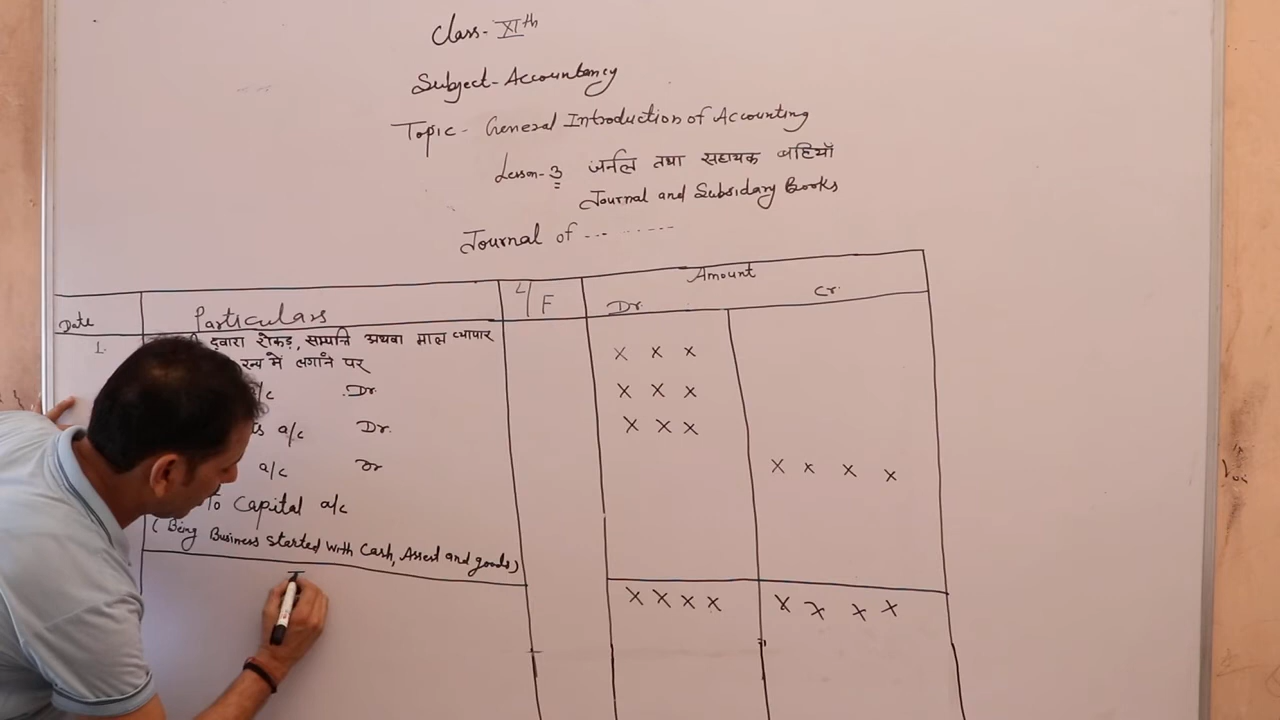 Class- XIth
Subject- Accountancy
Topic- General Introduction of Accounting
Lesson-3 जर्नल तथा सहायक बहियाँ
Journal and Subsidary Books
Journal of ... ......
Date Particulars L/F Amount
Dr. Cr.
1. द्वारा रोकड़, सम्पत्ति अथवा माल व्यापार x x x
में लगाने पर
a/c Dr. x x x
a/c Dr. x x x
a/c Dr x x x x
To Capital a/c
(Being Business started with Cash, Assest and goods)
x x x x x x x x